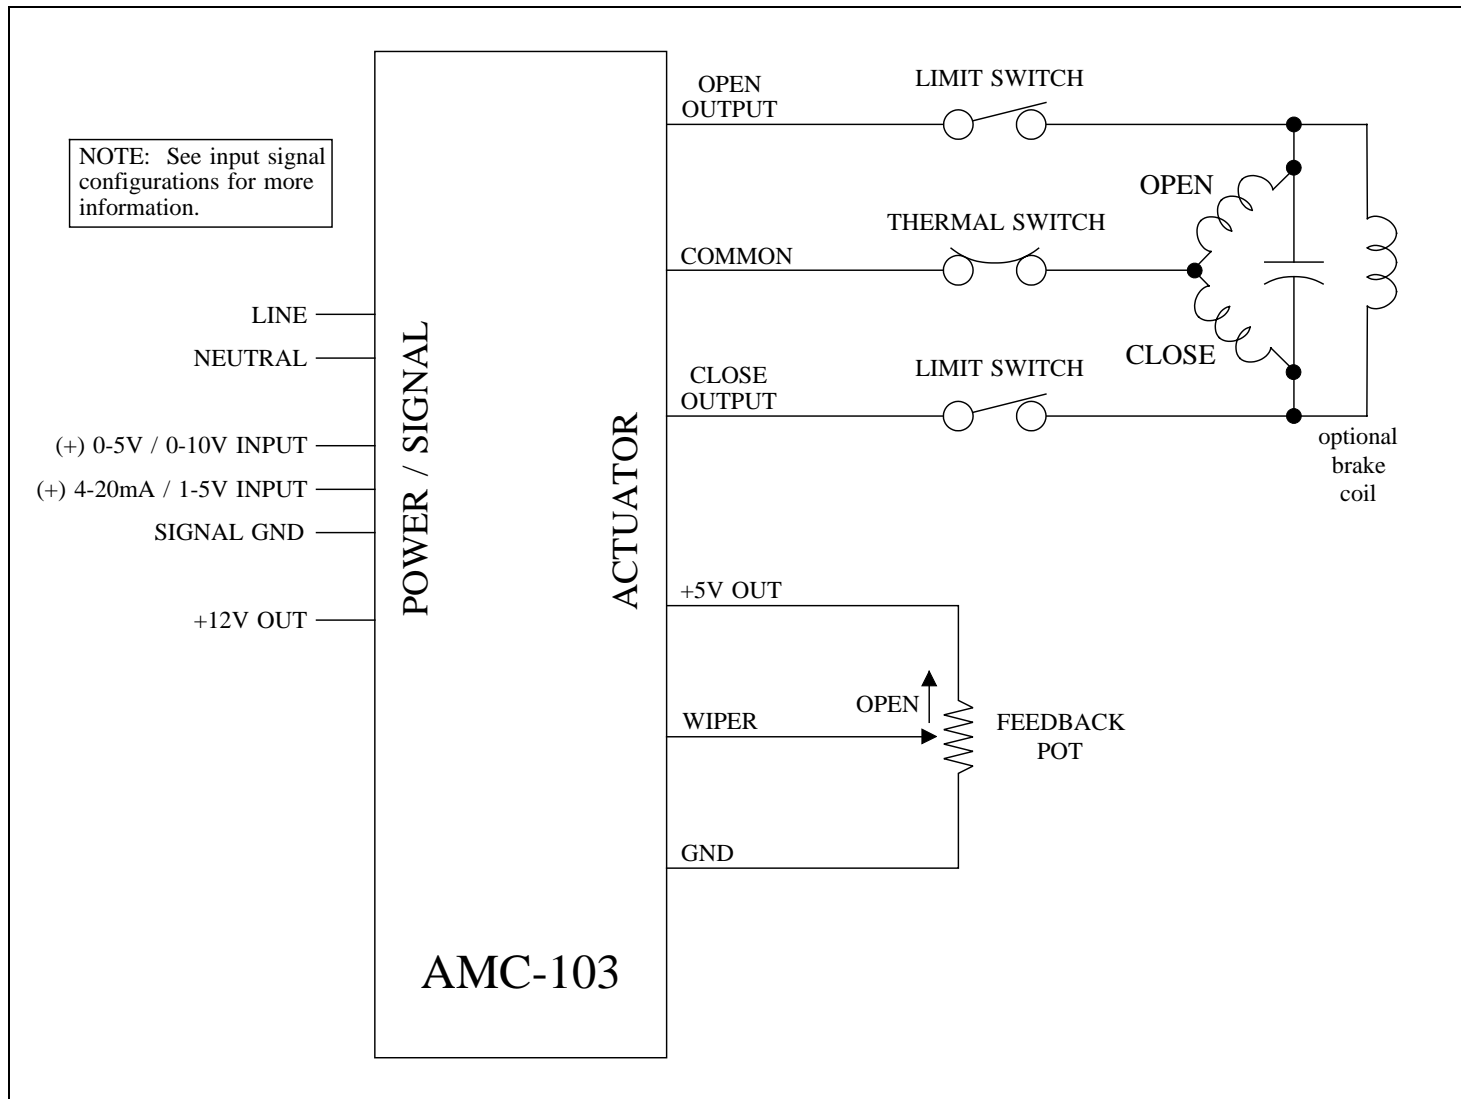 NOTE: See input signal
configurations for more
information.
LINE
NEUTRAL
(+) 0-5V / 0-10V INPUT
(+) 4-20mA / 1-5V INPUT
SIGNAL GND
+12V OUT
POWER / SIGNAL
ACTUATOR
AMC-103
OPEN
OUTPUT
LIMIT SWITCH
COMMON
THERMAL SWITCH
OPEN
CLOSE
CLOSE
OUTPUT
LIMIT SWITCH
optional
brake
coil
+5V OUT
WIPER
OPEN
FEEDBACK
POT
GND